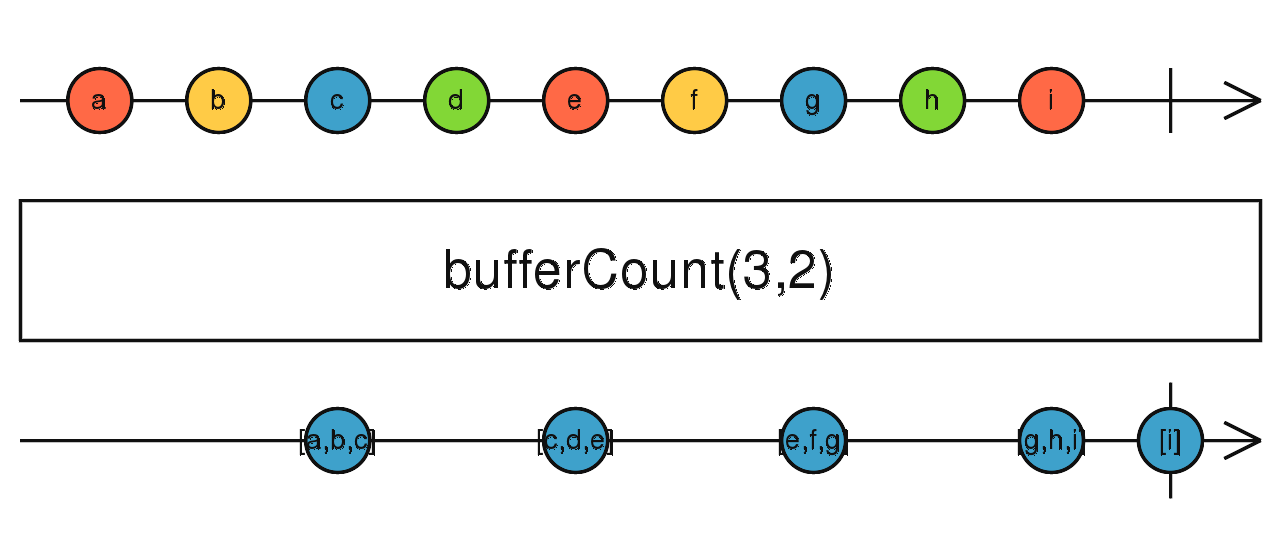 a b c d e f g h i
bufferCount(3,2)
[a,b,c] [c,d,e] [e,f,g] [g,h,i] [i]